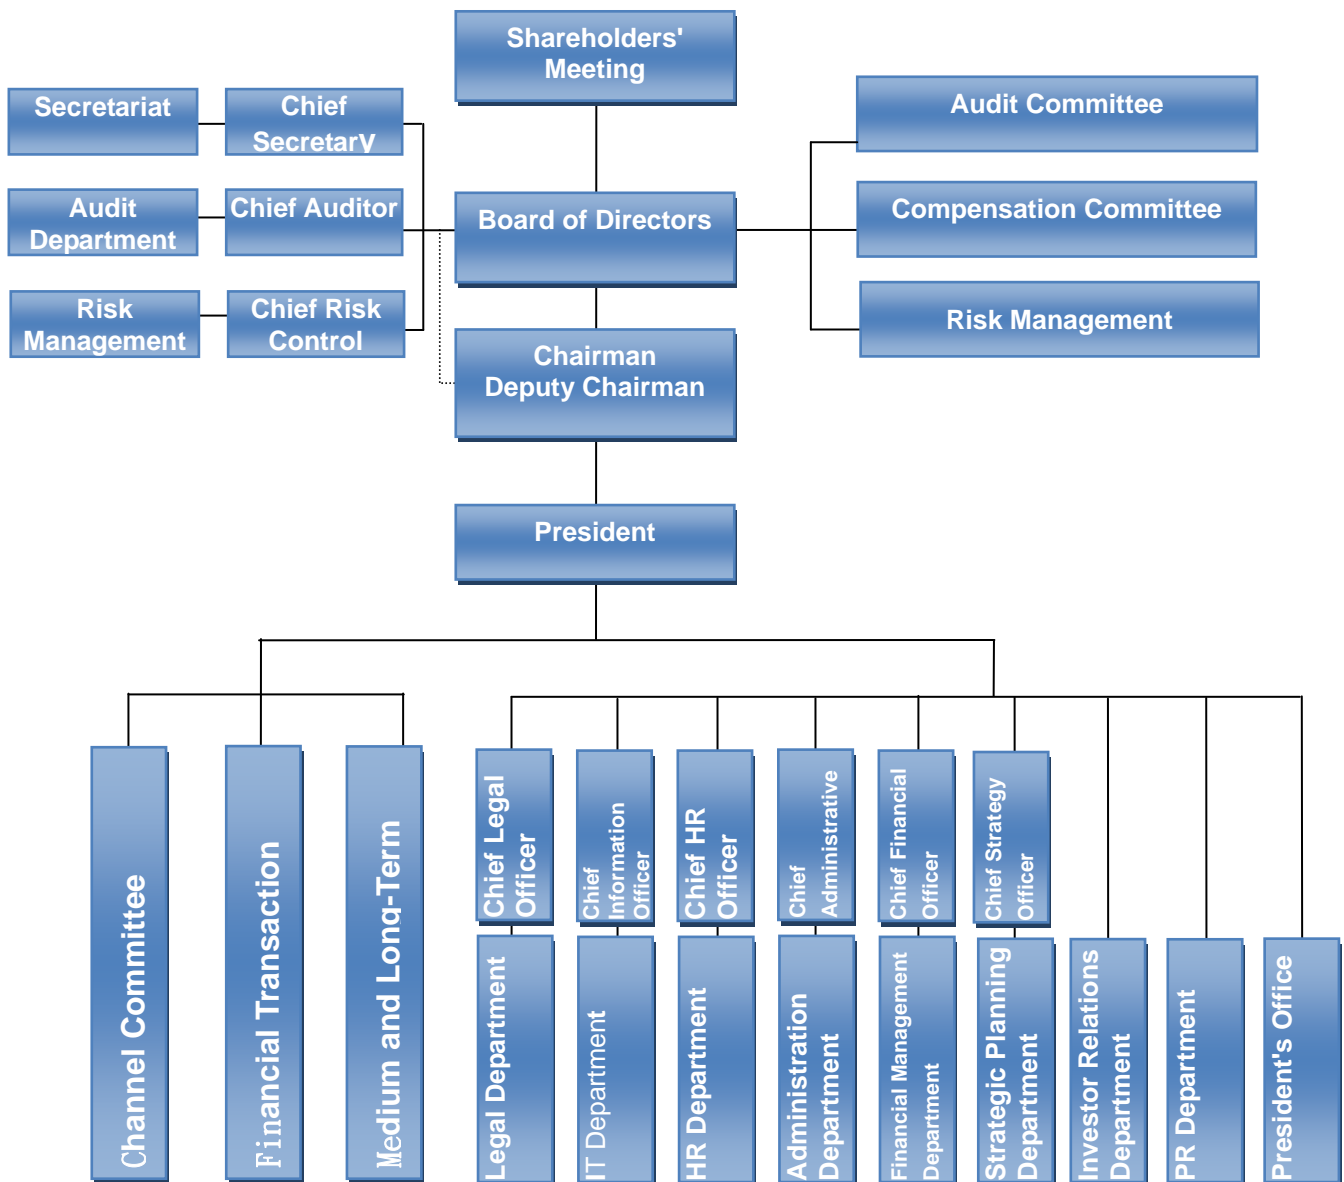 Shareholders'
Meeting
Secretariat
Chief
Secretary
Audit Committee
Audit
Department
Chief Auditor
Board of Directors
Compensation Committee
Risk
Management
Chief Risk
Control
Risk Management
Chairman
Deputy Chairman
President
Channel Committee
Financial Transaction
Medium and Long-Term
Chief Legal
Officer
Chief
Information
Officer
Chief HR
Officer
Chief
Administrative
Chief Financial
Officer
Chief Strategy
Officer
Legal Department
IT Department
HR Department
Administration
Department
Financial Management
Department
Strategic Planning
Department
Investor Relations
Department
PR Department
President's Office